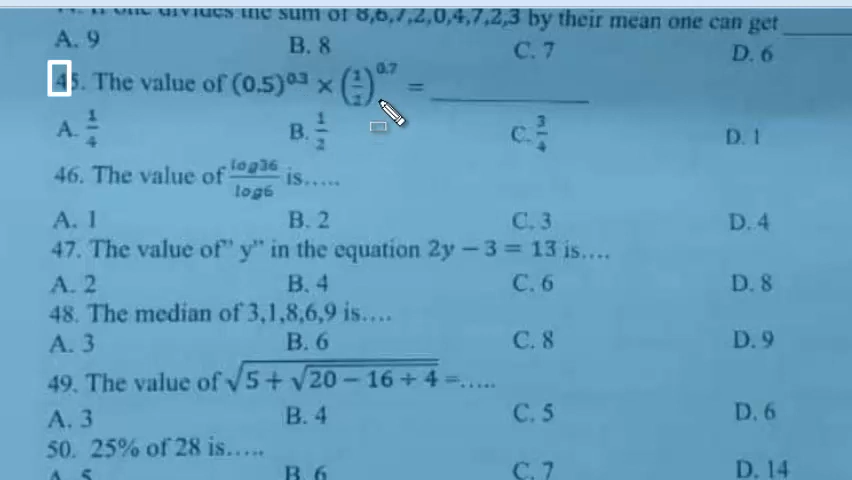 divides the sum of 8,6,7,2,0,4,7,2,3 by their mean one can get ____
A. 9 B. 8 C. 7 D. 6
45. The value of (0.5)^0.3 × (1/2)^0.7 = ____
A. 1/4 B. 1/2 C. 3/4 D. 1
46. The value of log36/log6 is.....
A. 1 B. 2 C. 3 D. 4
47. The value of" y" in the equation 2y − 3 = 13 is....
A. 2 B. 4 C. 6 D. 8
48. The median of 3,1,8,6,9 is....
A. 3 B. 6 C. 8 D. 9
49. The value of √(5 + √(20 − 16 ÷ 4)) =.....
A. 3 B. 4 C. 5 D. 6
50. 25% of 28 is.....
A. 5 B. 6 C. 7 D. 14